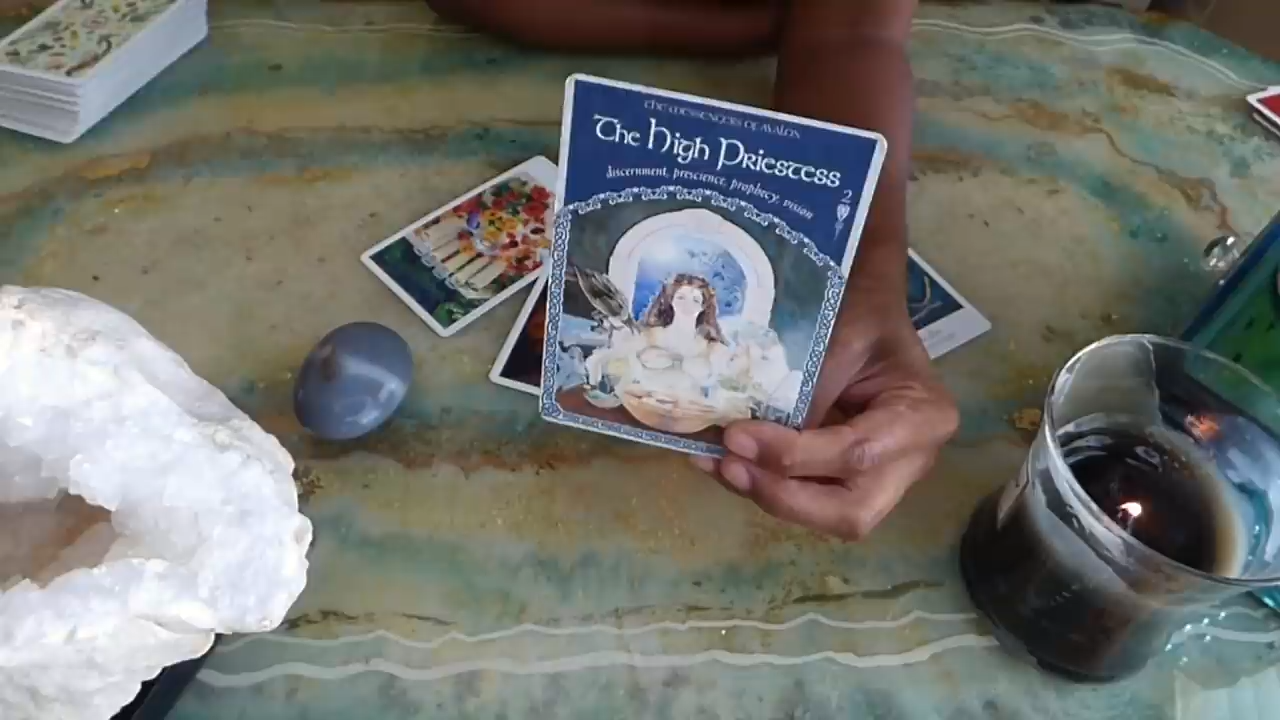 the messengers of avalon
The High Priestess
discernment, prescience, prophecy, vision
2